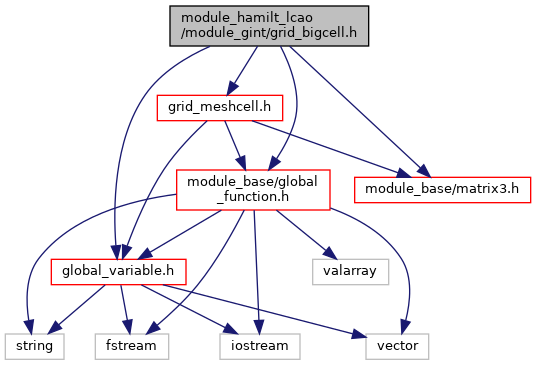 module_hamilt_lcao
/module_gint/grid_bigcell.h
grid_meshcell.h
module_base/global
_function.h
module_base/matrix3.h
global_variable.h
valarray
string
fstream
iostream
vector